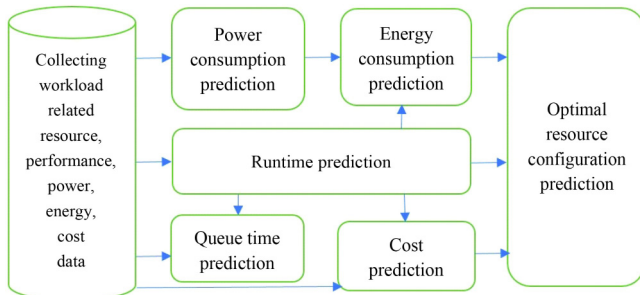 Collecting
workload
related
resource,
performance,
power,
energy,
cost
data
Power
consumption
prediction
Energy
consumption
prediction
Runtime prediction
Queue time
prediction
Cost
prediction
Optimal
resource
configuration
prediction